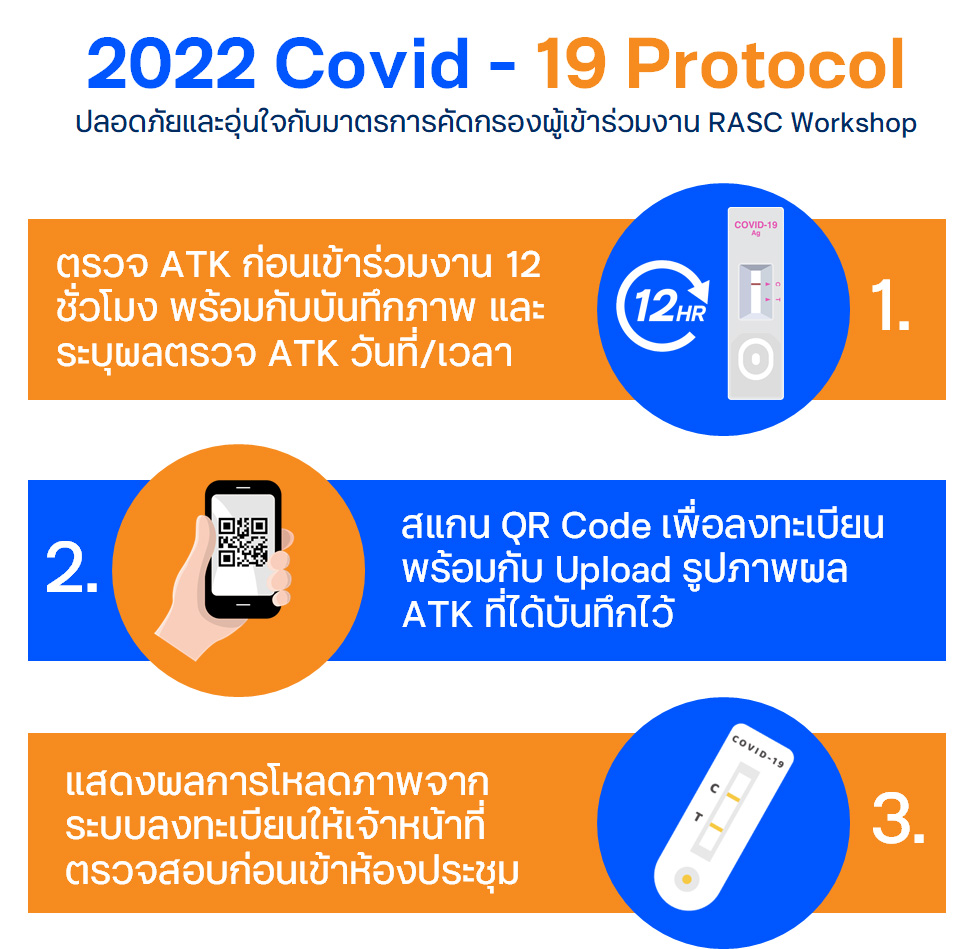 2022 Covid - 19 Protocol
ปลอดภัยและอุ่นใจกับมาตรการคัดกรองผู้เข้าร่วมงาน RASC Workshop
ตรวจ ATK ก่อนเข้าร่วมงาน 12
ชั่วโมง พร้อมกับบันทึกภาพ และ
ระบุผลตรวจ ATK วันที่/เวลา
12HR
COVID-19
Ag
C
T
1.
2.
สแกน QR Code เพื่อลงทะเบียน
พร้อมกับ Upload รูปภาพผล
ATK ที่ได้บันทึกไว้
แสดงผลการโหลดภาพจาก
ระบบลงทะเบียนให้เจ้าหน้าที่
ตรวจสอบก่อนเข้าห้องประชุม
COVID-19
C
T
3.